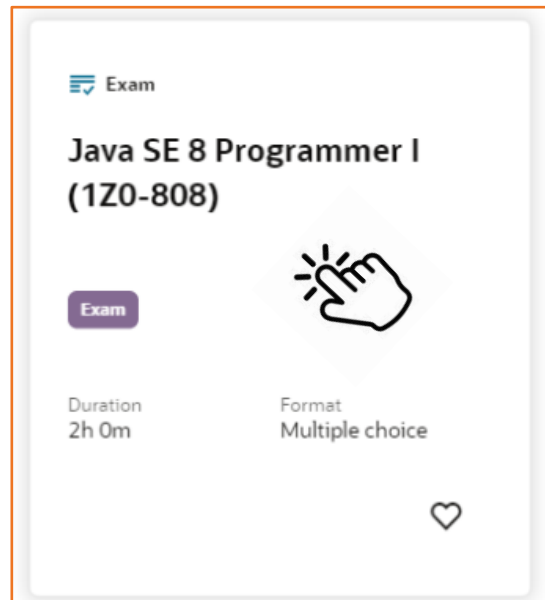 Exam
Java SE 8 Programmer I
(1Z0-808)
Exam
Duration
2h 0m
Format
Multiple choice